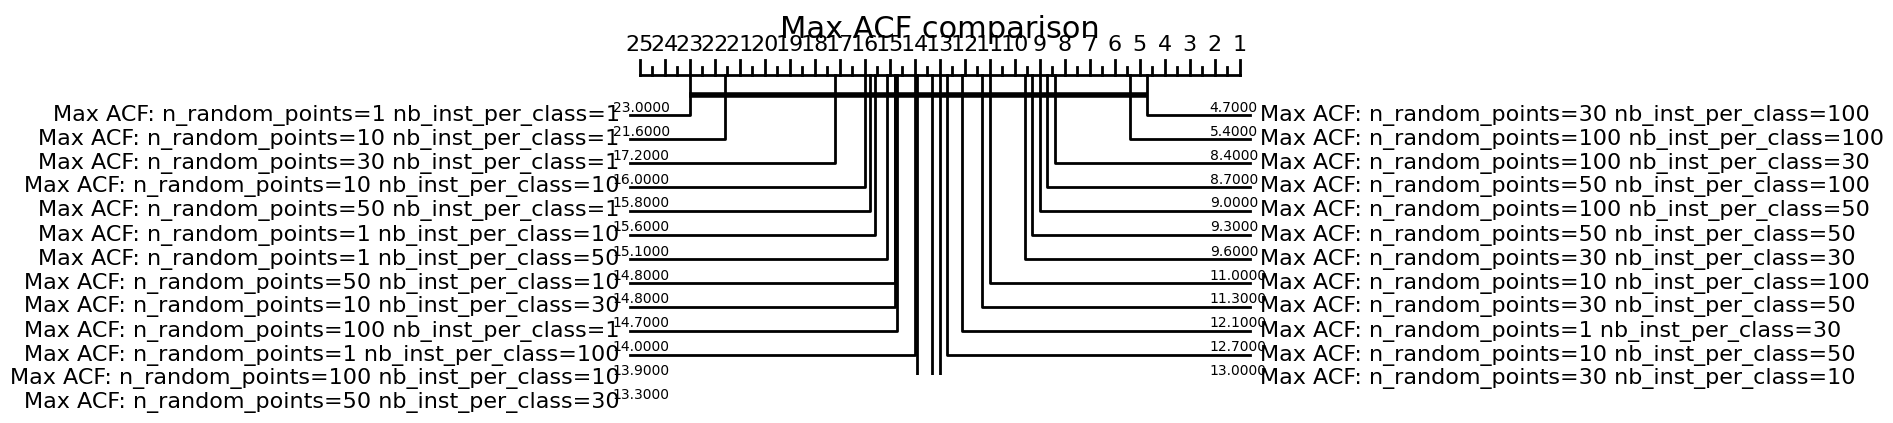 Max ACF comparison
25 24 23 22 21 20 19 18 17 16 15 14 13 12 11 10 9 8 7 6 5 4 3 2 1
Max ACF: n_random_points=1 nb_inst_per_class=1 23.0000 4.7000 Max ACF: n_random_points=30 nb_inst_per_class=100
Max ACF: n_random_points=10 nb_inst_per_class=1 21.6000 5.4000 Max ACF: n_random_points=100 nb_inst_per_class=100
Max ACF: n_random_points=30 nb_inst_per_class=1 17.2000 8.4000 Max ACF: n_random_points=100 nb_inst_per_class=30
Max ACF: n_random_points=10 nb_inst_per_class=10 16.0000 8.7000 Max ACF: n_random_points=50 nb_inst_per_class=100
Max ACF: n_random_points=50 nb_inst_per_class=1 15.8000 9.0000 Max ACF: n_random_points=100 nb_inst_per_class=50
Max ACF: n_random_points=1 nb_inst_per_class=10 15.6000 9.3000 Max ACF: n_random_points=50 nb_inst_per_class=50
Max ACF: n_random_points=1 nb_inst_per_class=50 15.1000 9.6000 Max ACF: n_random_points=30 nb_inst_per_class=30
Max ACF: n_random_points=50 nb_inst_per_class=10 14.8000 11.0000 Max ACF: n_random_points=10 nb_inst_per_class=100
Max ACF: n_random_points=10 nb_inst_per_class=30 14.8000 11.3000 Max ACF: n_random_points=30 nb_inst_per_class=50
Max ACF: n_random_points=100 nb_inst_per_class=1 14.7000 12.1000 Max ACF: n_random_points=1 nb_inst_per_class=30
Max ACF: n_random_points=1 nb_inst_per_class=100 14.0000 12.7000 Max ACF: n_random_points=10 nb_inst_per_class=50
Max ACF: n_random_points=100 nb_inst_per_class=10 13.9000 13.0000 Max ACF: n_random_points=30 nb_inst_per_class=10
Max ACF: n_random_points=50 nb_inst_per_class=30 13.3000